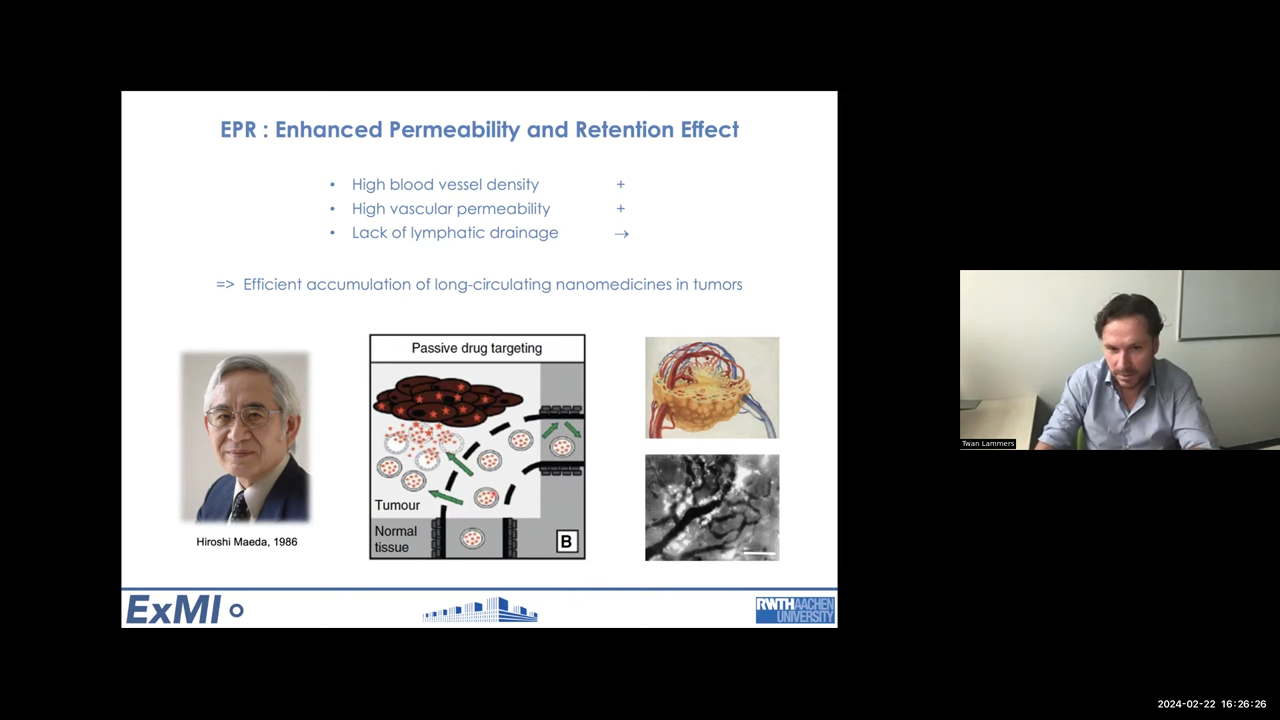 EPR : Enhanced Permeability and Retention Effect
• High blood vessel density +
• High vascular permeability +
• Lack of lymphatic drainage →
=> Efficient accumulation of long-circulating nanomedicines in tumors
Passive drug targeting
Tumour
Normal
tissue
B
Hiroshi Maeda, 1986
ExMI
RWTHAACHEN
UNIVERSITY
Twan Lammers
2024-02-22 16:26:26